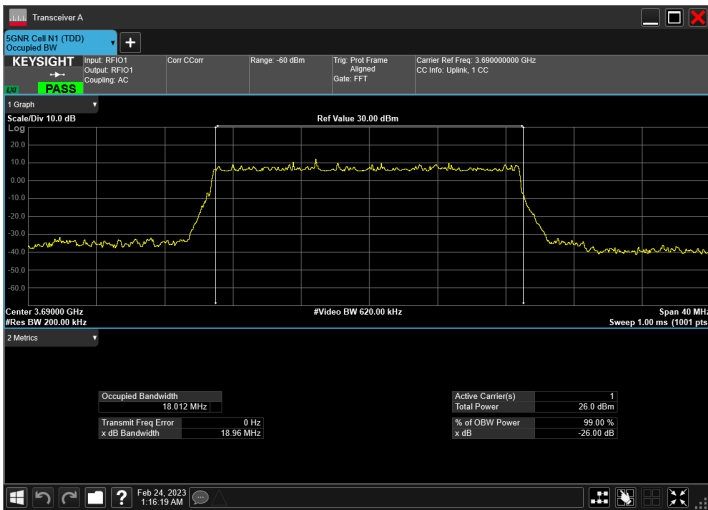 Transceiver A
5GNR Cell N1 (TDD)
Occupied BW
KEYSIGHT
Input: RFIO1
Output: RFIO1
Coupling: AC
Corr CCorr
Range: -60 dBm
Trig: Prot Frame
Aligned
Gate: FFT
Carrier Ref Freq: 3.690000000 GHz
CC Info: Uplink, 1 CC
PASS
1 Graph
Scale/Div 10.0 dB
Ref Value 30.00 dBm
Log
20.0
10.0
0.00
-10.0
-20.0
-30.0
-40.0
-50.0
-60.0
Center 3.69000 GHz
#Video BW 620.00 kHz
Span 40 MHz
#Res BW 200.00 kHz
Sweep 1.00 ms (1001 pts
2 Metrics
Occupied Bandwidth
18.012 MHz
Transmit Freq Error 0 Hz
x dB Bandwidth 18.96 MHz
Active Carrier(s) 1
Total Power 26.0 dBm
% of OBW Power 99.00 %
x dB -26.00 dB
Feb 24, 2023
1:16:19 AM